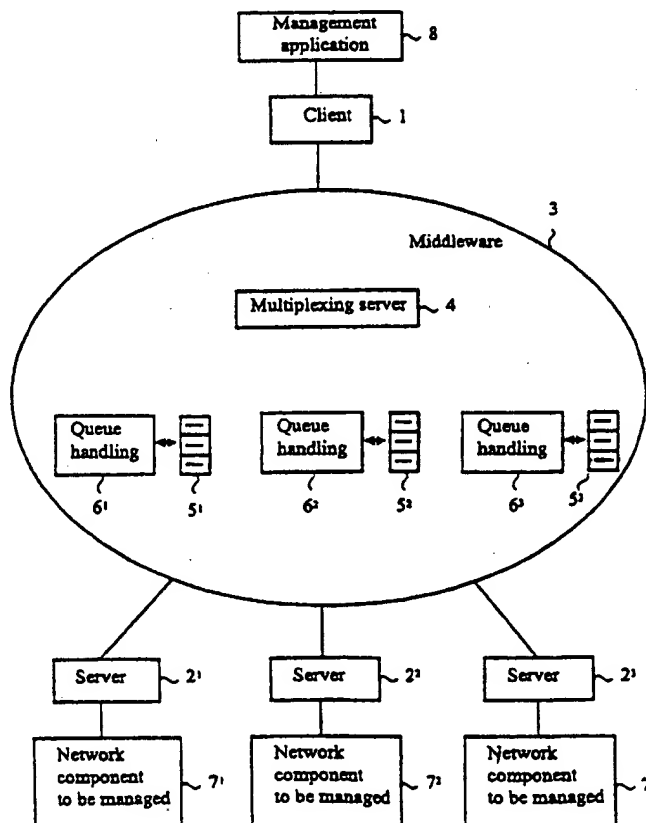 Management
application
8
Client
1
3
Middleware
Multiplexing server
4
Queue
handling
Queue
handling
Queue
handling
6¹
5¹
6²
5²
6³
5³
Server
2¹
Server
2²
Server
2³
Network
component
to be managed
7¹
Network
component
to be managed
7²
Network
component
to be managed
7